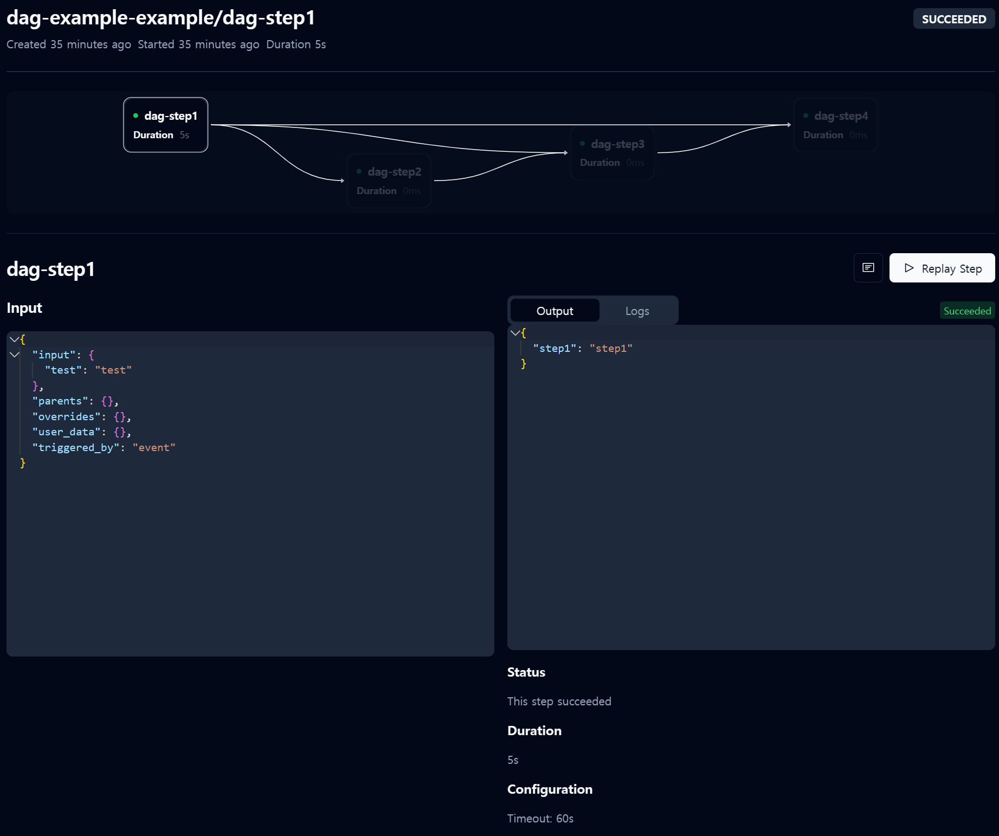 dag-example-example/dag-step1
SUCCEEDED
Created 35 minutes ago Started 35 minutes ago Duration 5s
dag-step1
Duration 5s
dag-step2
Duration 0ms
dag-step3
Duration 0ms
dag-step4
Duration 0ms
dag-step1
Replay Step
Input
{
"input": {
"test": "test"
},
"parents": {},
"overrides": {},
"user_data": {},
"triggered_by": "event"
}
Output
Logs
Succeeded
{
"step1": "step1"
}
Status
This step succeeded
Duration
5s
Configuration
Timeout: 60s